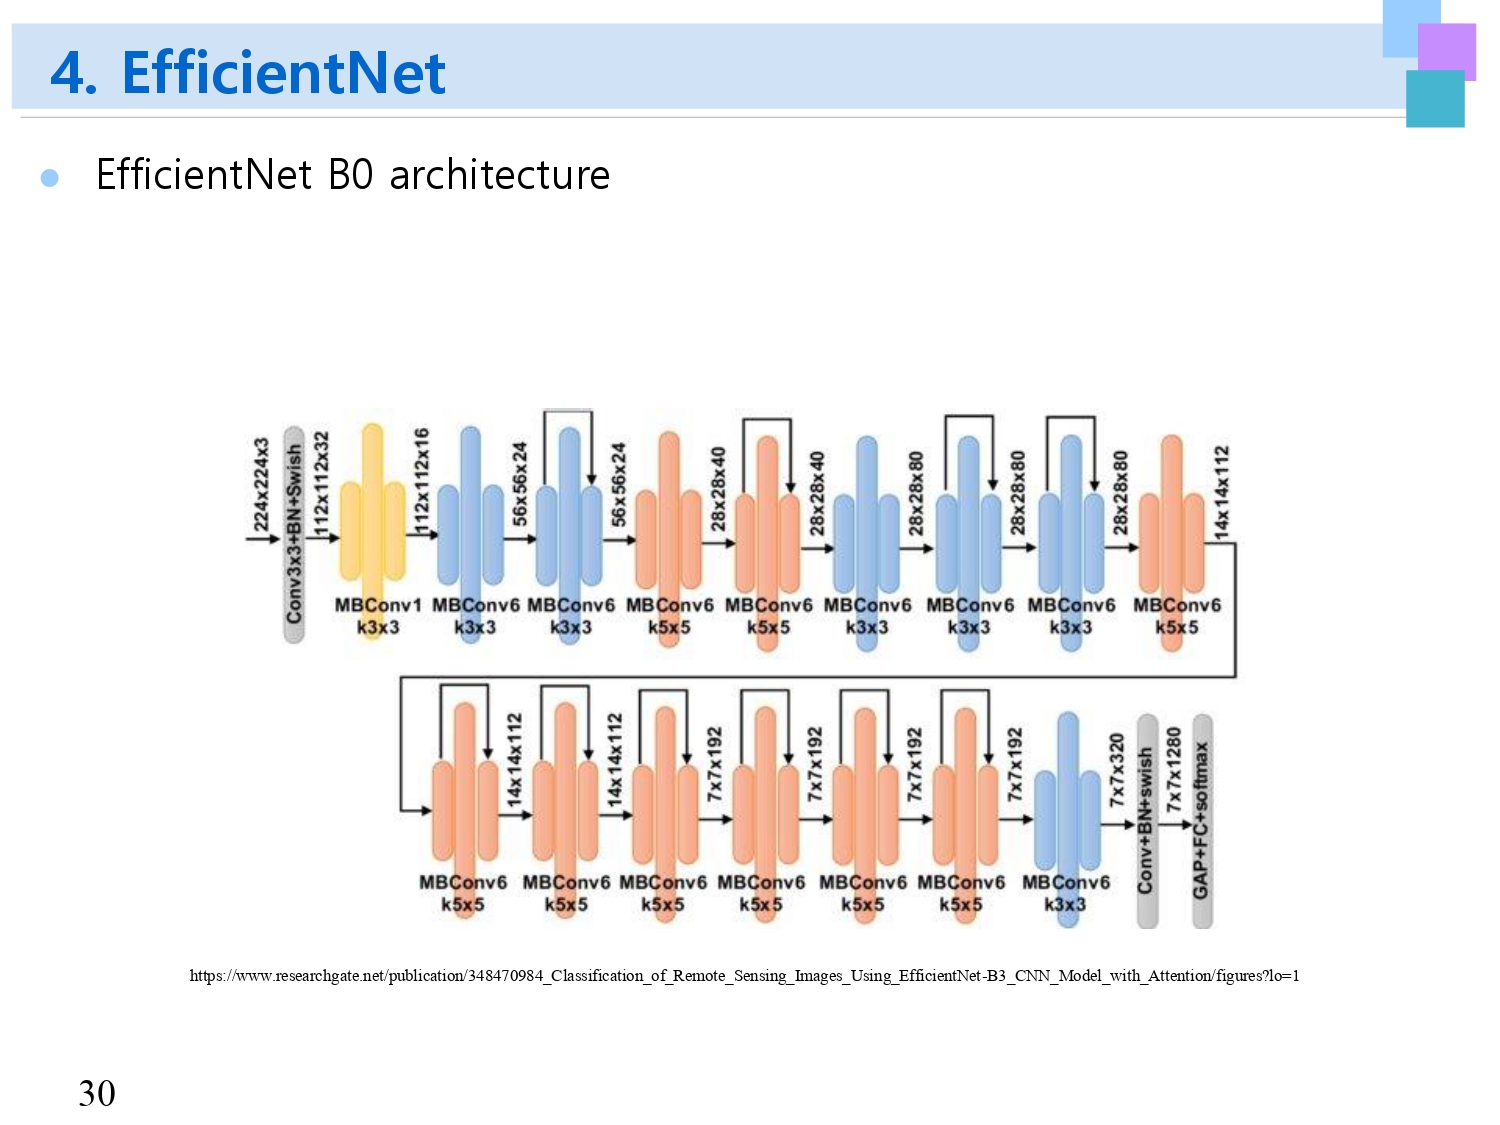 4. EfficientNet
EfficientNet B0 architecture
224x224x3
Conv3x3+BN+Swish
112x112x32
MBConv1
k3x3
112x112x16
MBConv6
k3x3
56x56x24
MBConv6
k3x3
56x56x24
MBConv6
k5x5
28x28x40
MBConv6
k5x5
28x28x40
MBConv6
k3x3
28x28x80
MBConv6
k3x3
28x28x80
MBConv6
k3x3
28x28x80
MBConv6
k5x5
14x14x112
MBConv6
k5x5
14x14x112
MBConv6
k5x5
14x14x112
MBConv6
k5x5
7x7x192
MBConv6
k5x5
7x7x192
MBConv6
k5x5
7x7x192
MBConv6
k5x5
7x7x192
MBConv6
k3x3
7x7x320
Conv+BN+swish
7x7x1280
GAP+FC+softmax
https://www.researchgate.net/publication/348470984_Classification_of_Remote_Sensing_Images_Using_EfficientNet-B3_CNN_Model_with_Attention/figures?lo=1
30